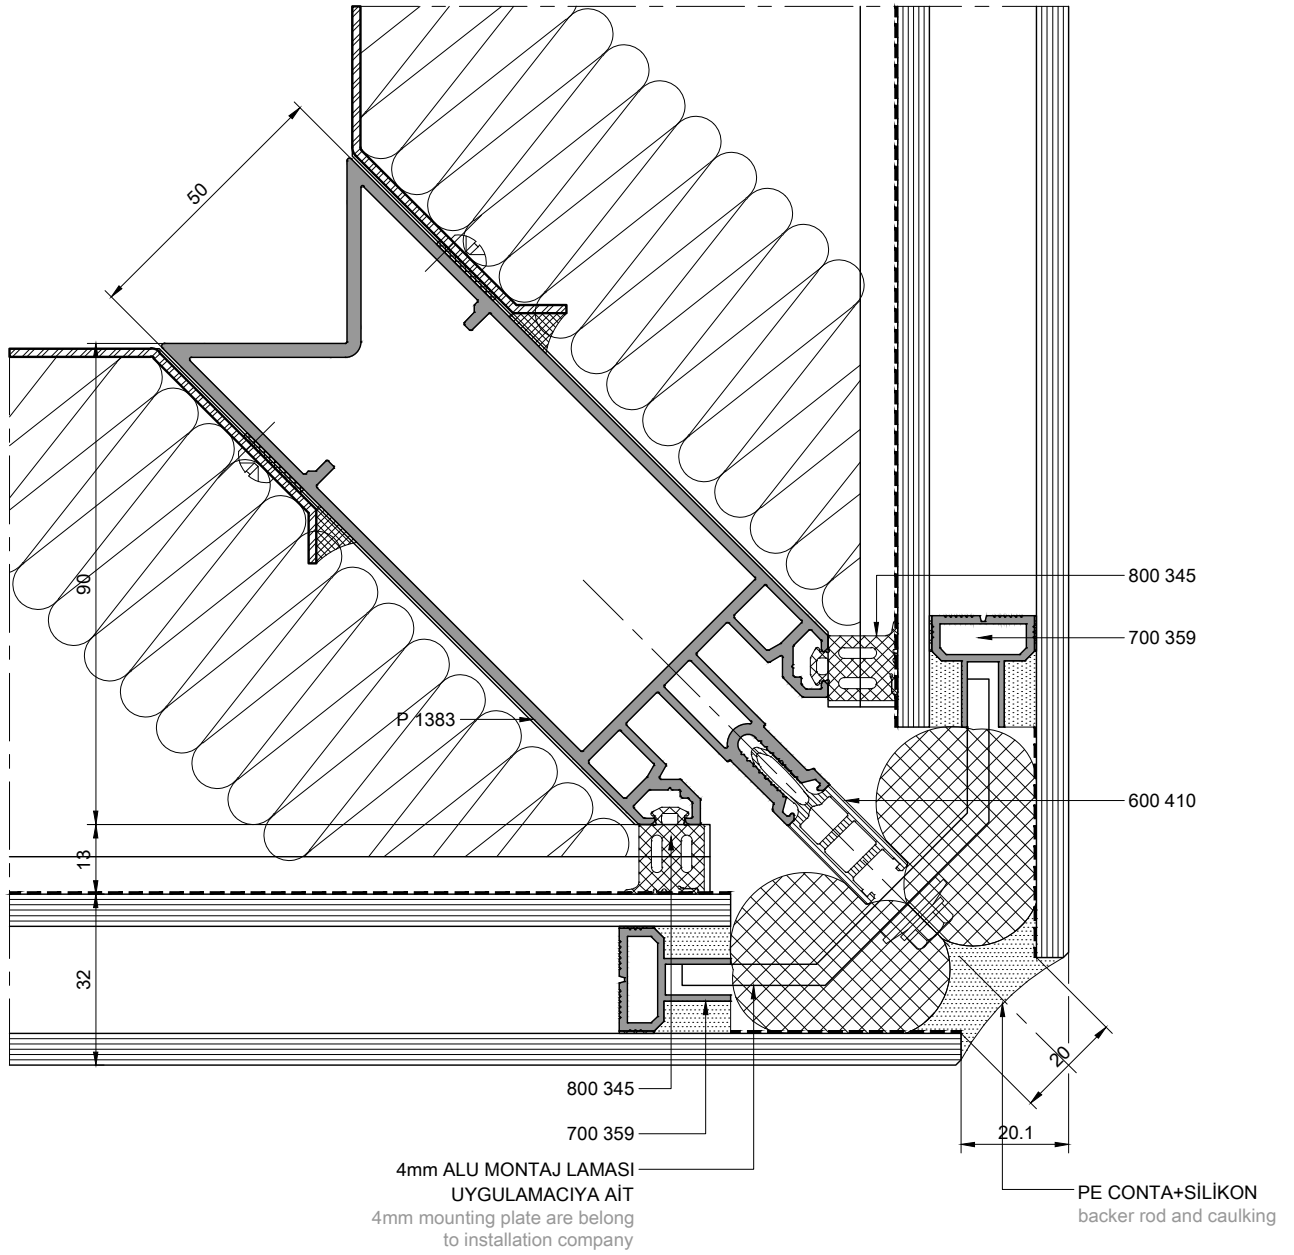 50
90
800 345
700 359
P 1383
600 410
13
32
20
800 345
20.1
700 359
4mm ALU MONTAJ LAMASI
UYGULAMACIYA AİT
4mm mounting plate are belong
to installation company
PE CONTA+SİLİKON
backer rod and caulking